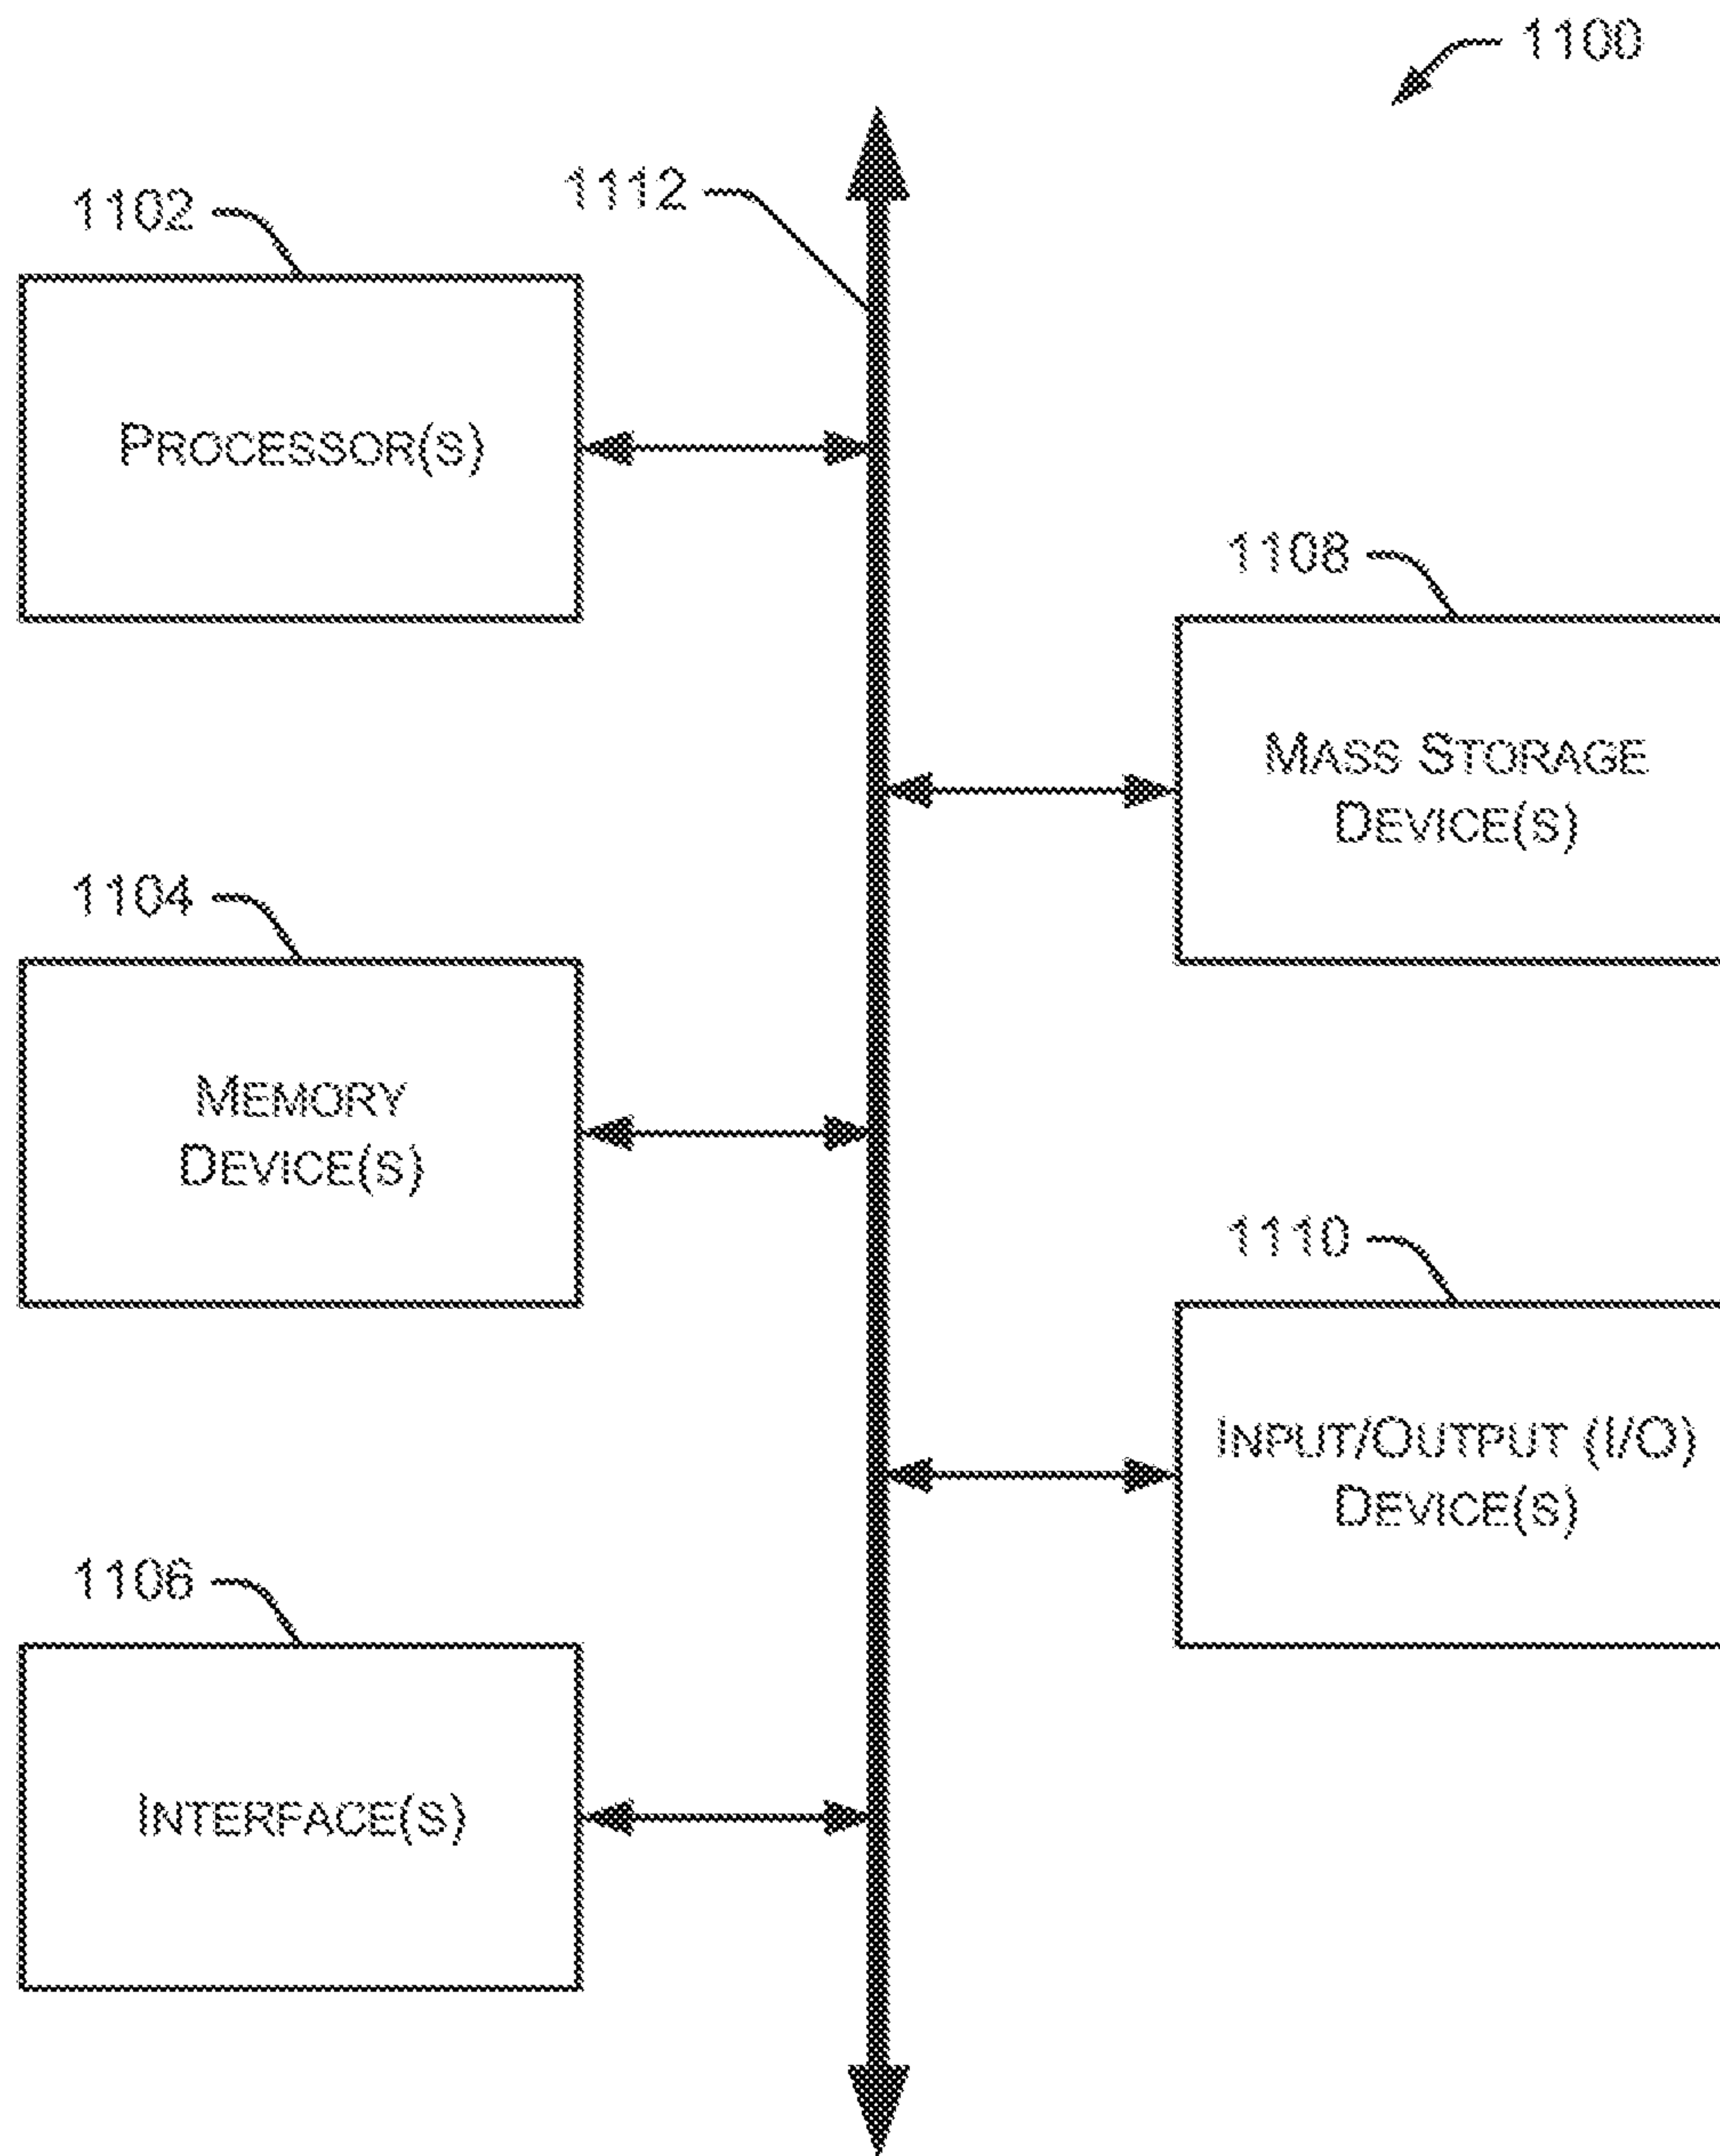 1100
1112
1102
PROCESSOR(S)
1108
MASS STORAGE
DEVICE(S)
1104
MEMORY
DEVICE(S)
1110
INPUT/OUTPUT (I/O)
DEVICE(S)
1106
INTERFACE(S)